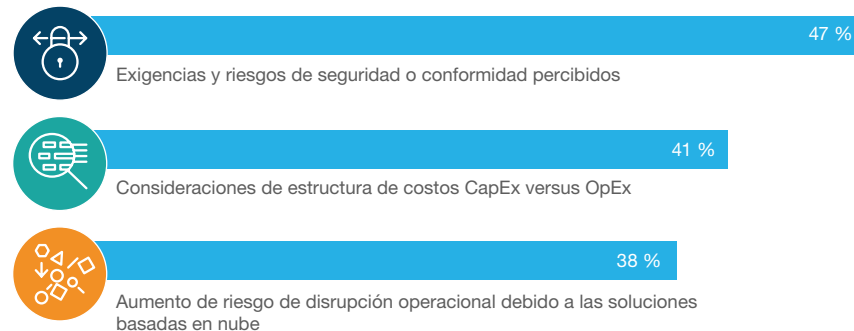 47 %
Exigencias y riesgos de seguridad o conformidad percibidos
41 %
Consideraciones de estructura de costos CapEx versus OpEx
38 %
Aumento de riesgo de disrupción operacional debido a las soluciones
basadas en nube